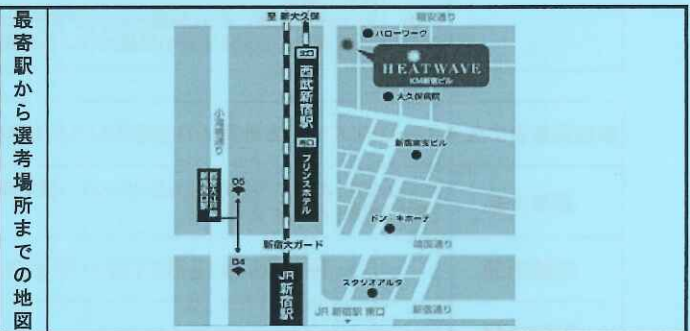 最寄駅から選考場所までの地図
至 新大久保
職安通り
ハローワーク
北口
西武新宿駅
HEATWAVE
KM新宿ビル
大久保病院
小滝橋通り
南口
プリンスホテル
新宿東宝ビル
都営大江戸線
新宿西口駅
D5
ドン・キホーテ
新宿大ガード
靖国通り
D4
JR
新宿駅
スタジオアルタ
JR 新宿駅 東口
新宿通り